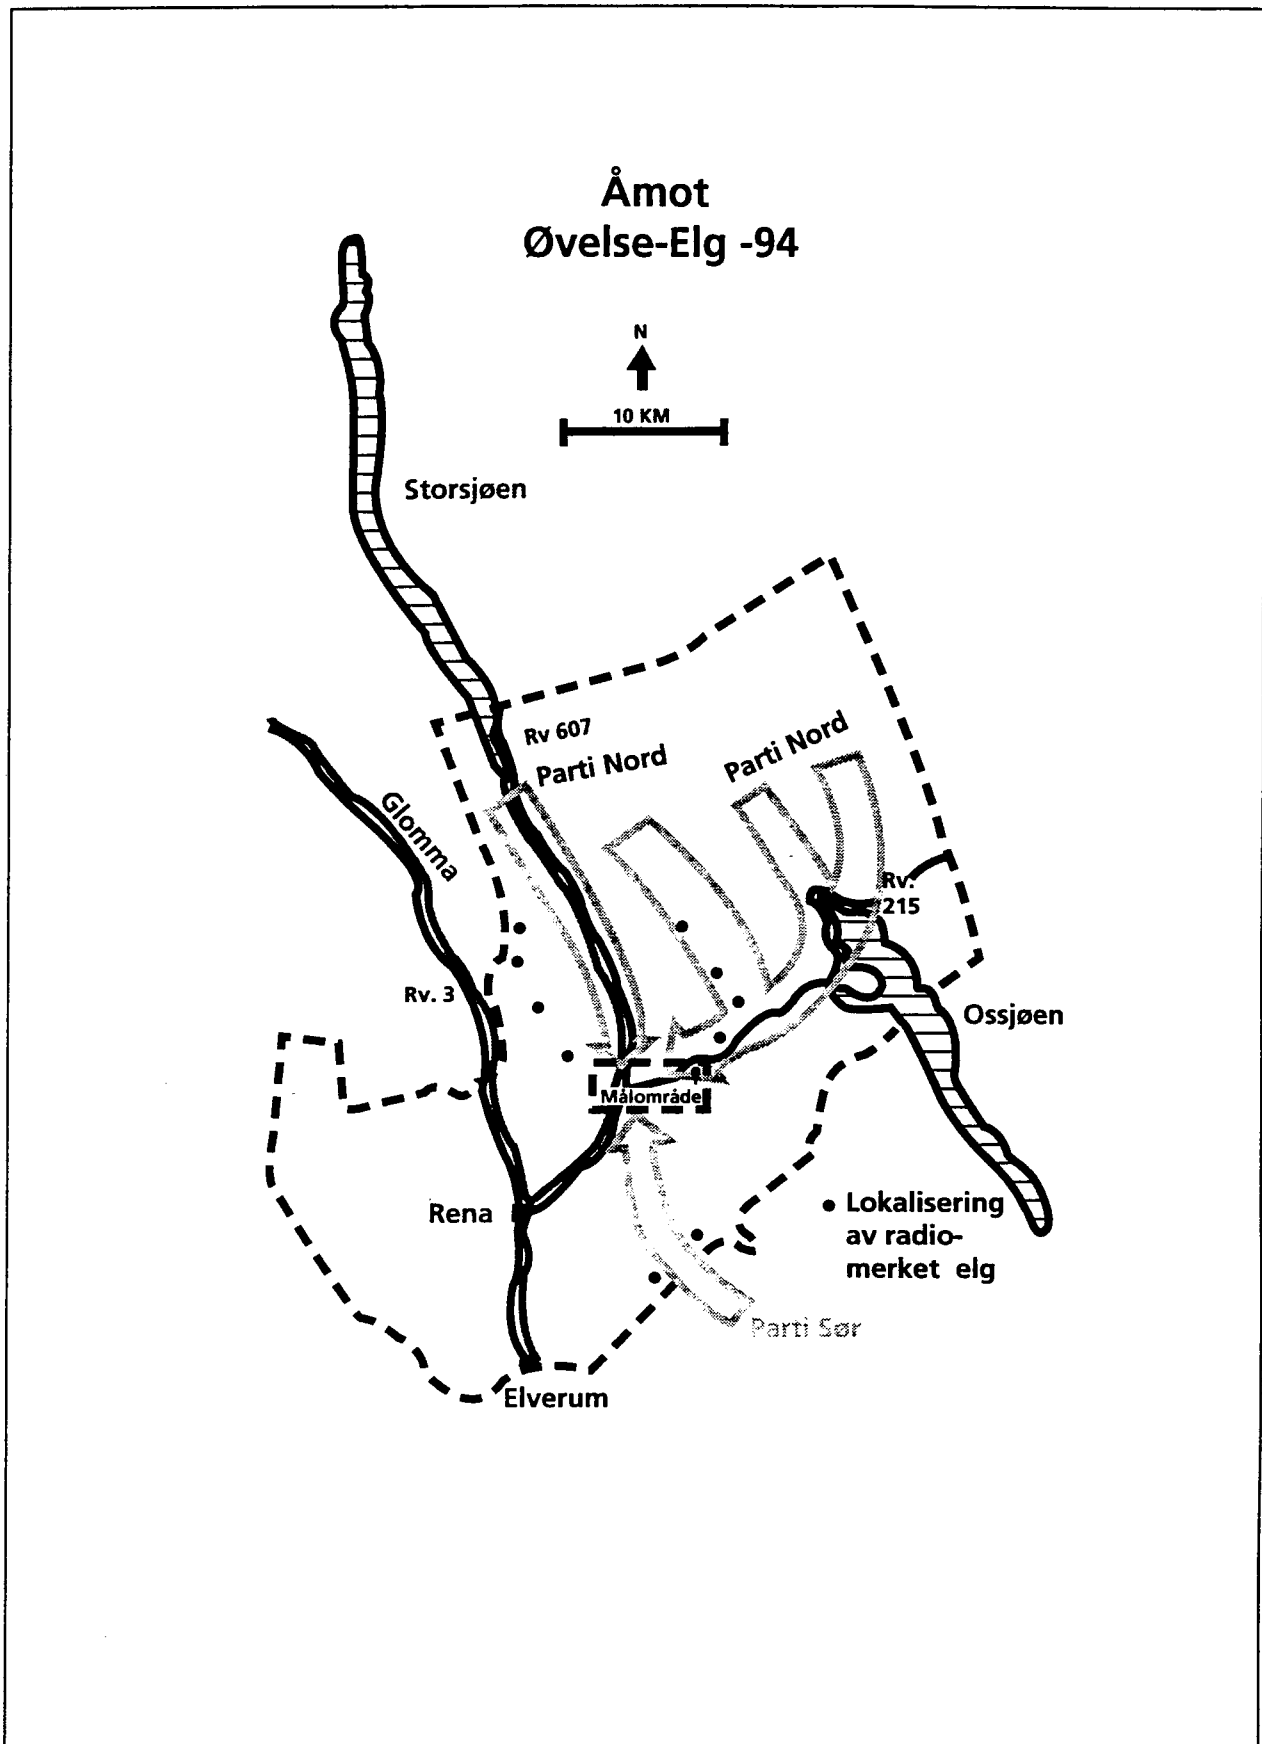 Åmot
Øvelse-Elg -94
N
10 KM
Storsjøen
Rv 607
Parti Nord
Parti Nord
Glomma
Rv.
215
Rv. 3
Ossjøen
Målområde
Rena
Lokalisering
av radio-
merket elg
Parti Sør
Elverum